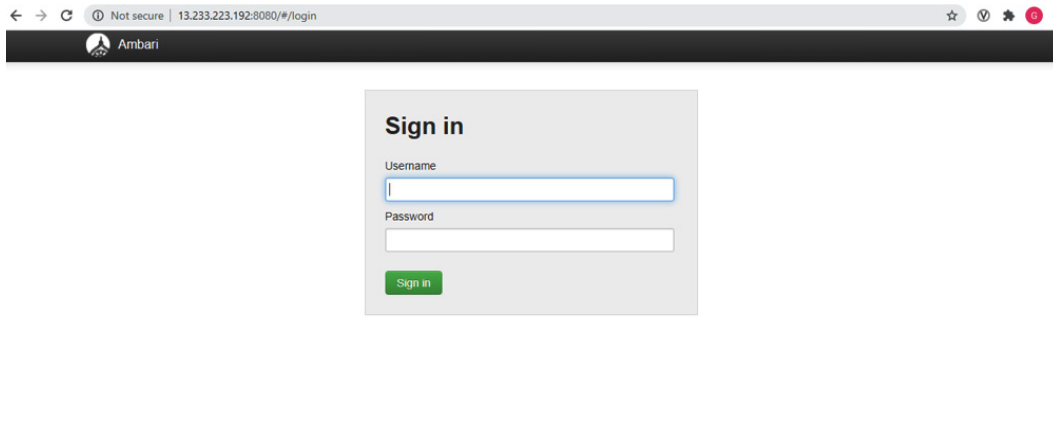 Not secure | 13.233.223.192:8080/#/login
G
Ambari
Sign in
Username
Password
Sign in